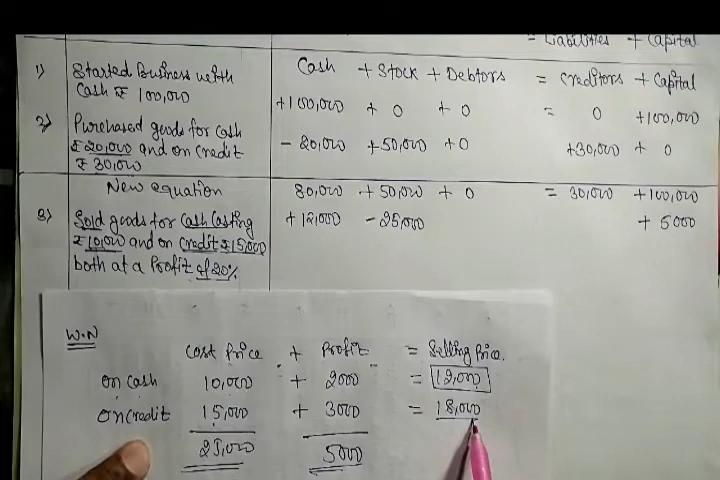 = Liabilities + Capital
1) Started Business with Cash + Stock + Debtors = Creditors + Capital
Cash ₹ 100,000 +100,000 + 0 + 0 = 0 +100,000
2) Purchased goods for cash
₹ 20,000 and on credit - 20,000 +50,000 +0 +30,000 + 0
₹ 30,000
New equation 80,000 +50,000 + 0 = 30,000 +100,000
3) Sold goods for cash Costing +12,000 -25,000 + 5000
₹ 10,000 and on credit ₹ 15,000
both at a Profit of 20%
W.N
Cost Price + Profit = Selling Price.
On cash 10,000 + 2000 = 12,000
On credit 15,000 + 3000 = 18,000
25,000 5000